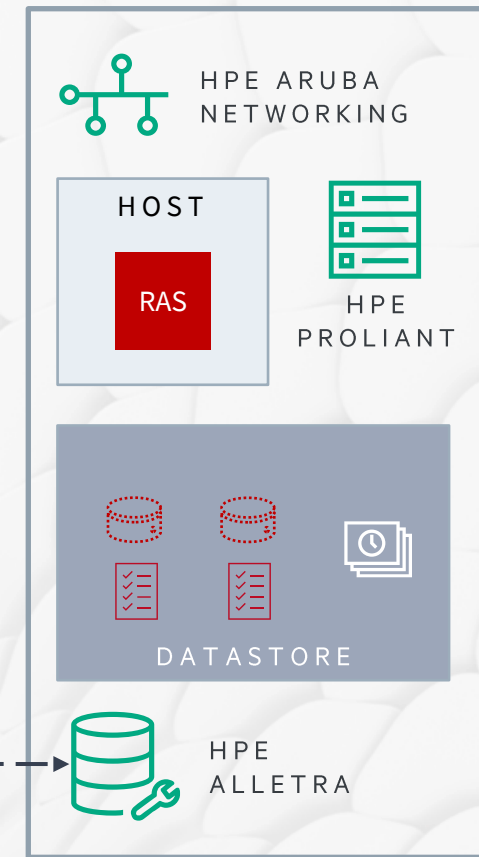 HPE ARUBA
NETWORKING
HOST
RAS
HPE
PROLIANT
DATASTORE
HPE
ALLETRA